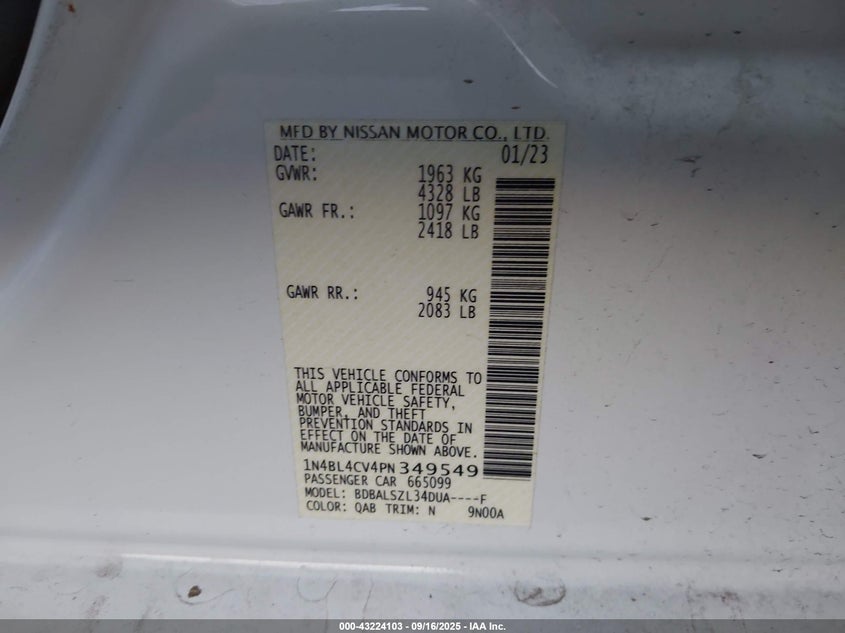 MFD BY NISSAN MOTOR CO., LTD.
DATE: 01/23
GVWR: 1963 KG
4328 LB
GAWR FR.: 1097 KG
2418 LB
GAWR RR.: 945 KG
2083 LB
THIS VEHICLE CONFORMS TO
ALL APPLICABLE FEDERAL
MOTOR VEHICLE SAFETY,
BUMPER, AND THEFT
PREVENTION STANDARDS IN
EFFECT ON THE DATE OF
MANUFACTURE SHOWN ABOVE.
1N4BL4CV4PN349549
PASSENGER CAR 665099
MODEL: BDBALSZL34DUA----F
COLOR: QAB TRIM: N 9N00A
000-43224103 - 09/16/2025 - IAA Inc.